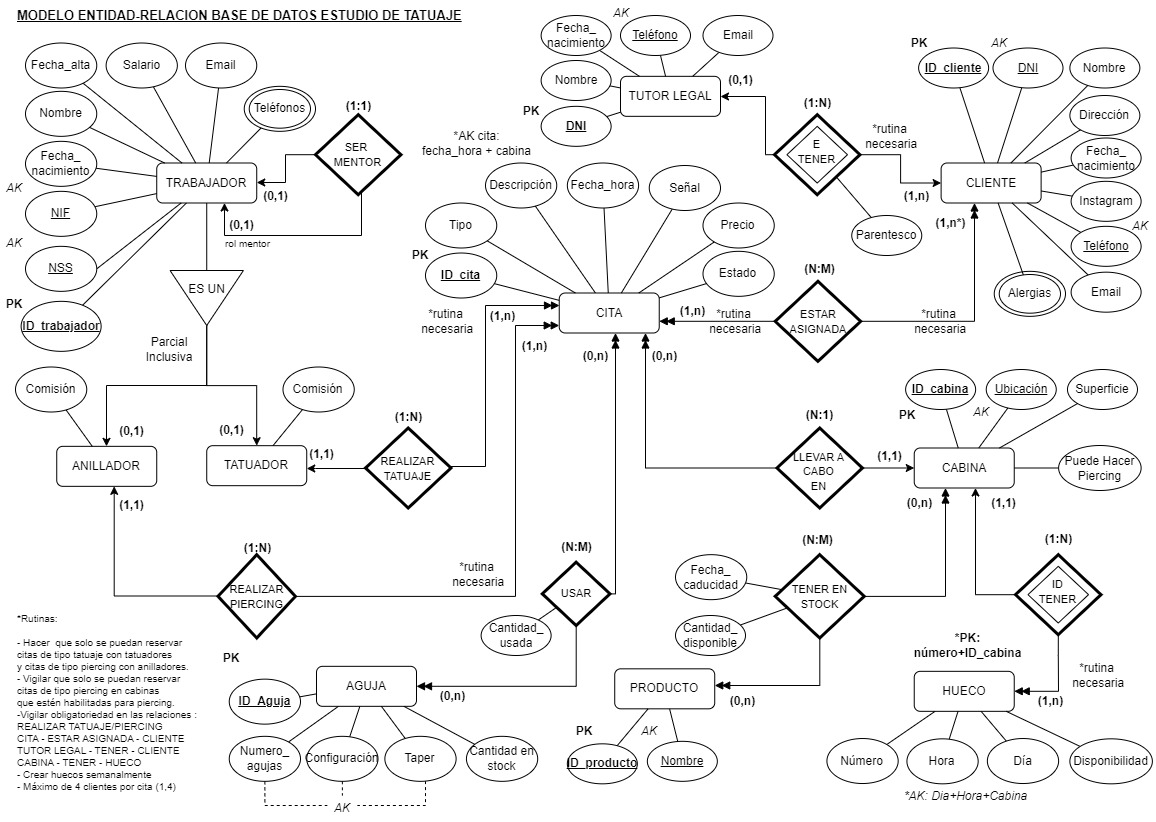 MODELO ENTIDAD-RELACION BASE DE DATOS ESTUDIO DE TATUAJE
Fecha_alta
Salario
Email
Nombre
Teléfonos
Fecha_
nacimiento
AK
NIF
AK
NSS
PK
ID_trabajador
TRABAJADOR
(1:1)
SER
MENTOR
(0,1)
(0,1)
rol mentor
ES UN
Parcial
Inclusiva
Comisión
Comisión
(0,1)
(0,1)
ANILLADOR
TATUADOR
(1,1)
(1,1)
(1:N)
REALIZAR
TATUAJE
(1:N)
REALIZAR
PIERCING
*rutina
necesaria
*rutina
necesaria
AK
Fecha_
nacimiento
Teléfono
Email
Nombre
PK
DNI
TUTOR LEGAL
(0,1)
(1:N)
E
TENER
*rutina
necesaria
(1,n)
Parentesco
PK
AK
ID_cliente
DNI
Nombre
Dirección
Fecha_
nacimiento
Instagram
AK
Teléfono
Email
Alergias
CLIENTE
(1,n*)
*AK cita:
fecha_hora + cabina
Descripción
Fecha_hora
Señal
Tipo
Precio
PK
ID_cita
Estado
CITA
(1,n)
(1,n)
(1,n)
(0,n)
(0,n)
*rutina
necesaria
(N:M)
ESTAR
ASIGNADA
*rutina
necesaria
(N:1)
LLEVAR A
CABO
EN
(1,1)
ID_cabina
Ubicación
Superficie
PK
AK
Puede Hacer
Piercing
CABINA
(0,n)
(1,1)
(N:M)
USAR
Cantidad_
usada
(N:M)
TENER EN
STOCK
Fecha_
caducidad
Cantidad_
disponible
(1:N)
ID
TENER
*PK:
número+ID_cabina
*rutina
necesaria
(1,n)
HUECO
Número
Hora
Día
Disponibilidad
*AK: Dia+Hora+Cabina
PK
ID_Aguja
AGUJA
(0,n)
Numero_
agujas
Configuración
Taper
Cantidad en
stock
AK
PRODUCTO
(0,n)
PK
AK
ID_producto
Nombre
*Rutinas:
- Hacer que solo se puedan reservar
citas de tipo tatuaje con tatuadores
y citas de tipo piercing con anilladores.
- Vigilar que solo se puedan reservar
citas de tipo piercing en cabinas
que estén habilitadas para piercing.
-Vigilar obligatoriedad en las relaciones :
REALIZAR TATUAJE/PIERCING
CITA - ESTAR ASIGNADA - CLIENTE
TUTOR LEGAL - TENER - CLIENTE
CABINA - TENER - HUECO
- Crear huecos semanalmente
- Máximo de 4 clientes por cita (1,4)